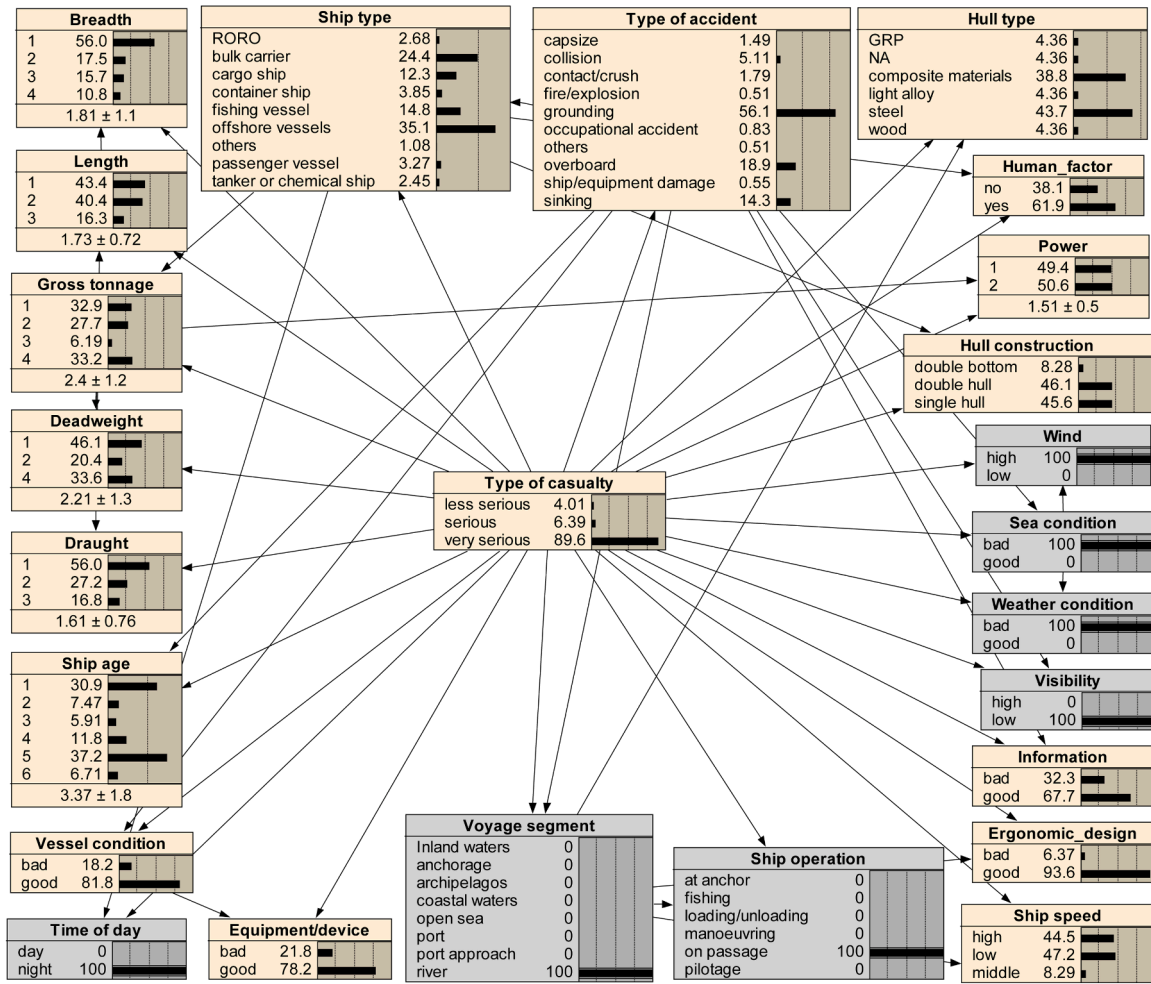 Breadth
1 56.0
2 17.5
3 15.7
4 10.8
1.81 ± 1.1
Length
1 43.4
2 40.4
3 16.3
1.73 ± 0.72
Gross tonnage
1 32.9
2 27.7
3 6.19
4 33.2
2.4 ± 1.2
Deadweight
1 46.1
2 20.4
4 33.6
2.21 ± 1.3
Draught
1 56.0
2 27.2
3 16.8
1.61 ± 0.76
Ship age
1 30.9
2 7.47
3 5.91
4 11.8
5 37.2
6 6.71
3.37 ± 1.8
Vessel condition
bad 18.2
good 81.8
Time of day
day 0
night 100
Equipment/device
bad 21.8
good 78.2
Ship type
RORO 2.68
bulk carrier 24.4
cargo ship 12.3
container ship 3.85
fishing vessel 14.8
offshore vessels 35.1
others 1.08
passenger vessel 3.27
tanker or chemical ship 2.45
Type of accident
capsize 1.49
collision 5.11
contact/crush 1.79
fire/explosion 0.51
grounding 56.1
occupational accident 0.83
others 0.51
overboard 18.9
ship/equipment damage 0.55
sinking 14.3
Type of casualty
less serious 4.01
serious 6.39
very serious 89.6
Voyage segment
Inland waters 0
anchorage 0
archipelagos 0
coastal waters 0
open sea 0
port 0
port approach 0
river 100
Ship operation
at anchor 0
fishing 0
loading/unloading 0
manoeuvring 0
on passage 100
pilotage 0
Hull type
GRP 4.36
NA 4.36
composite materials 38.8
light alloy 4.36
steel 43.7
wood 4.36
Human_factor
no 38.1
yes 61.9
Power
1 49.4
2 50.6
1.51 ± 0.5
Hull construction
double bottom 8.28
double hull 46.1
single hull 45.6
Wind
high 100
low 0
Sea condition
bad 100
good 0
Weather condition
bad 100
good 0
Visibility
high 0
low 100
Information
bad 32.3
good 67.7
Ergonomic_design
bad 6.37
good 93.6
Ship speed
high 44.5
low 47.2
middle 8.29